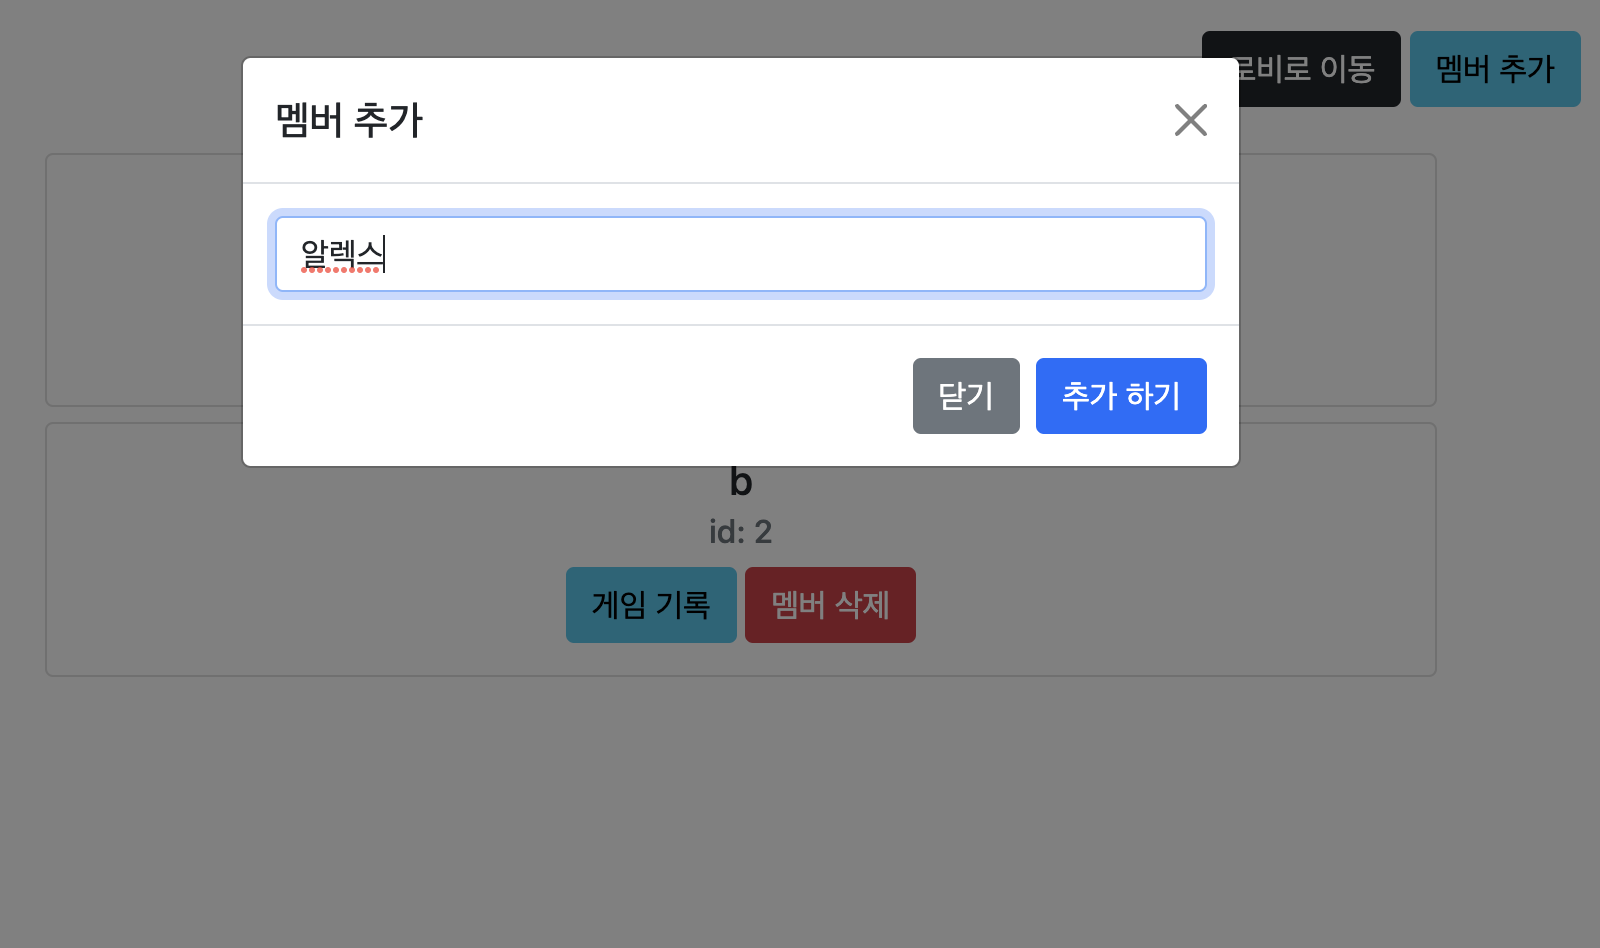 로비로 이동
멤버 추가
멤버 추가
알렉스
닫기
추가 하기
b
id: 2
게임 기록
멤버 삭제